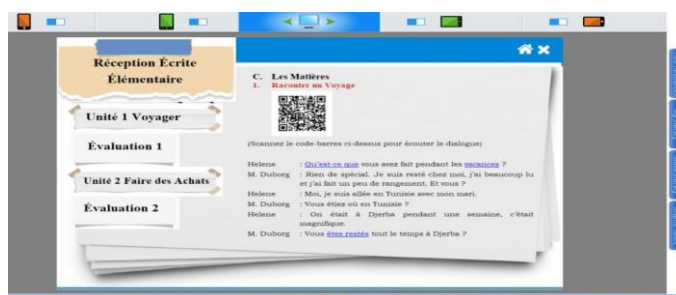 Réception Écrite
Élémentaire
Unité 1 Voyager
Évaluation 1
Unité 2 Faire des Achats
Évaluation 2
C. Les Matières
1. Raconter un Voyage
(Scannez le code-barres ci-dessus pour écouter le dialogue)
Helene : Qu'est-ce que vous avez fait pendant les vacances ?
M. Duborg : Rien de spécial. Je suis resté chez moi, j'ai beaucoup lu
et j'ai fait un peu de rangement. Et vous ?
Helene : Moi, je suis allée en Tunisie avec mon mari.
M. Duborg : Vous étiez où en Tunisie ?
Helene : On était à Djerba pendant une semaine, c'était
magnifique.
M. Duborg : Vous êtes restés tout le temps à Djerba ?